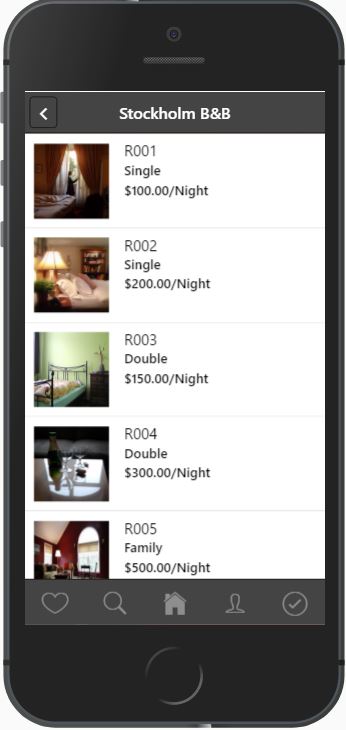 Stockholm B&B
R001
Single
$100.00/Night
R002
Single
$200.00/Night
R003
Double
$150.00/Night
R004
Double
$300.00/Night
R005
Family
$500.00/Night